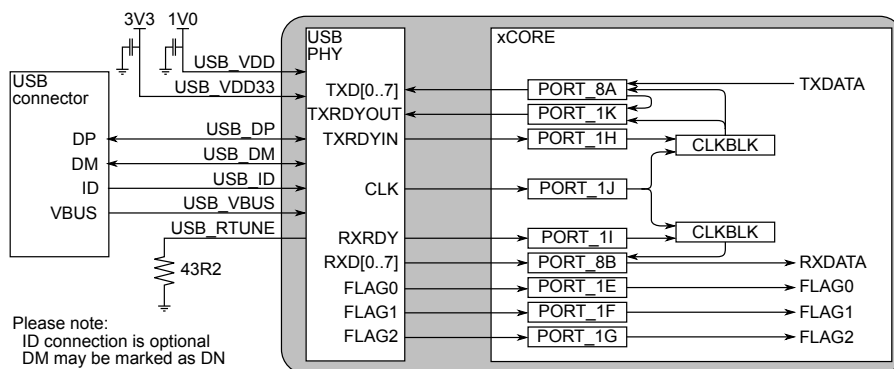 3V3 1V0
USB
PHY
xCORE
USB_VDD
USB
connector
USB_VDD33
TXD[0..7]
PORT_8A
TXDATA
TXRDYOUT
PORT_1K
DP
USB_DP
TXRDYIN
PORT_1H
CLKBLK
DM
USB_DM
ID
USB_ID
CLK
PORT_1J
VBUS
USB_VBUS
USB_RTUNE
RXRDY
PORT_1I
CLKBLK
43R2
RXD[0..7]
PORT_8B
RXDATA
FLAG0
PORT_1E
FLAG0
FLAG1
PORT_1F
FLAG1
FLAG2
PORT_1G
FLAG2
Please note:
ID connection is optional
DM may be marked as DN